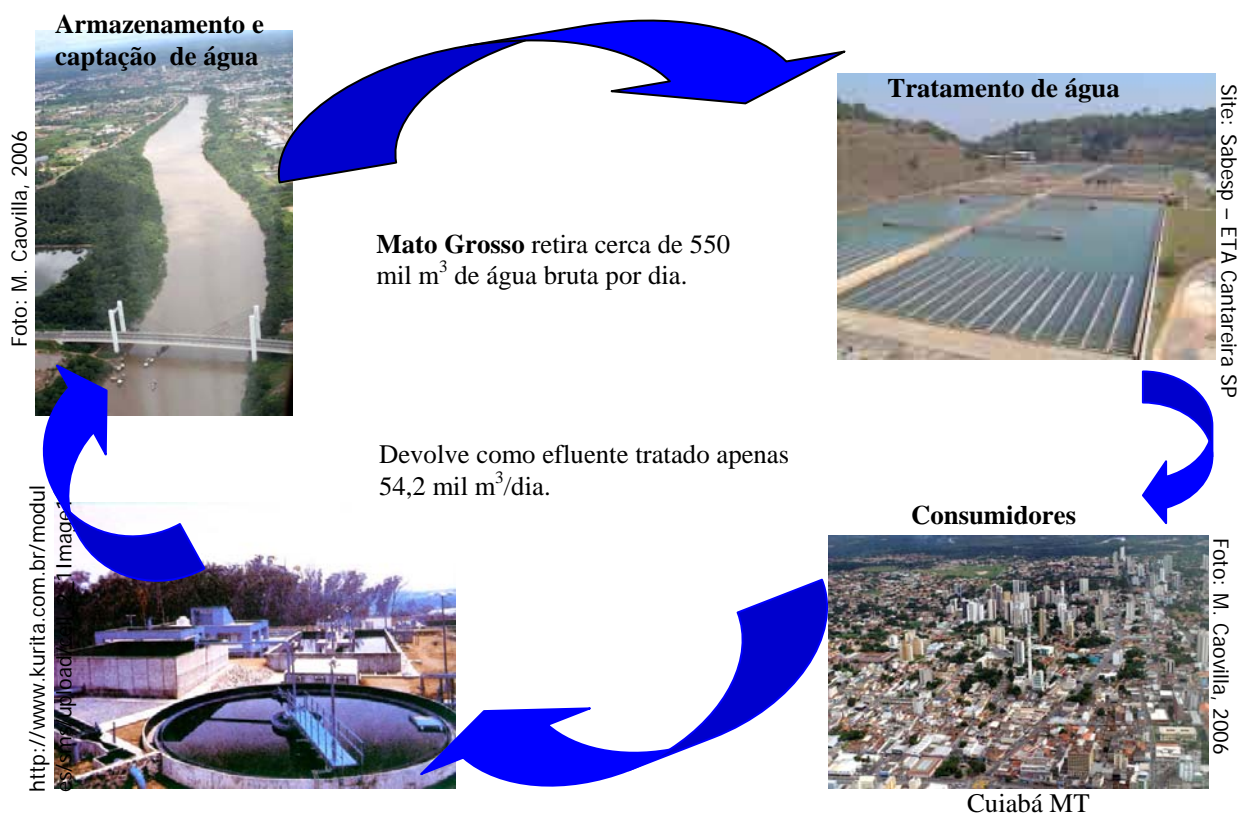 Armazenamento e
captação de água
Foto: M. Caovilla, 2006
Tratamento de água
Site: Sabesp – ETA Cantareira SP
Mato Grosso retira cerca de 550
mil m³ de água bruta por dia.
Devolve como efluente tratado apenas
54,2 mil m³/dia.
Consumidores
Foto: M. Caovilla, 2006
Cuiabá MT
http://www.kurita.com.br/modul